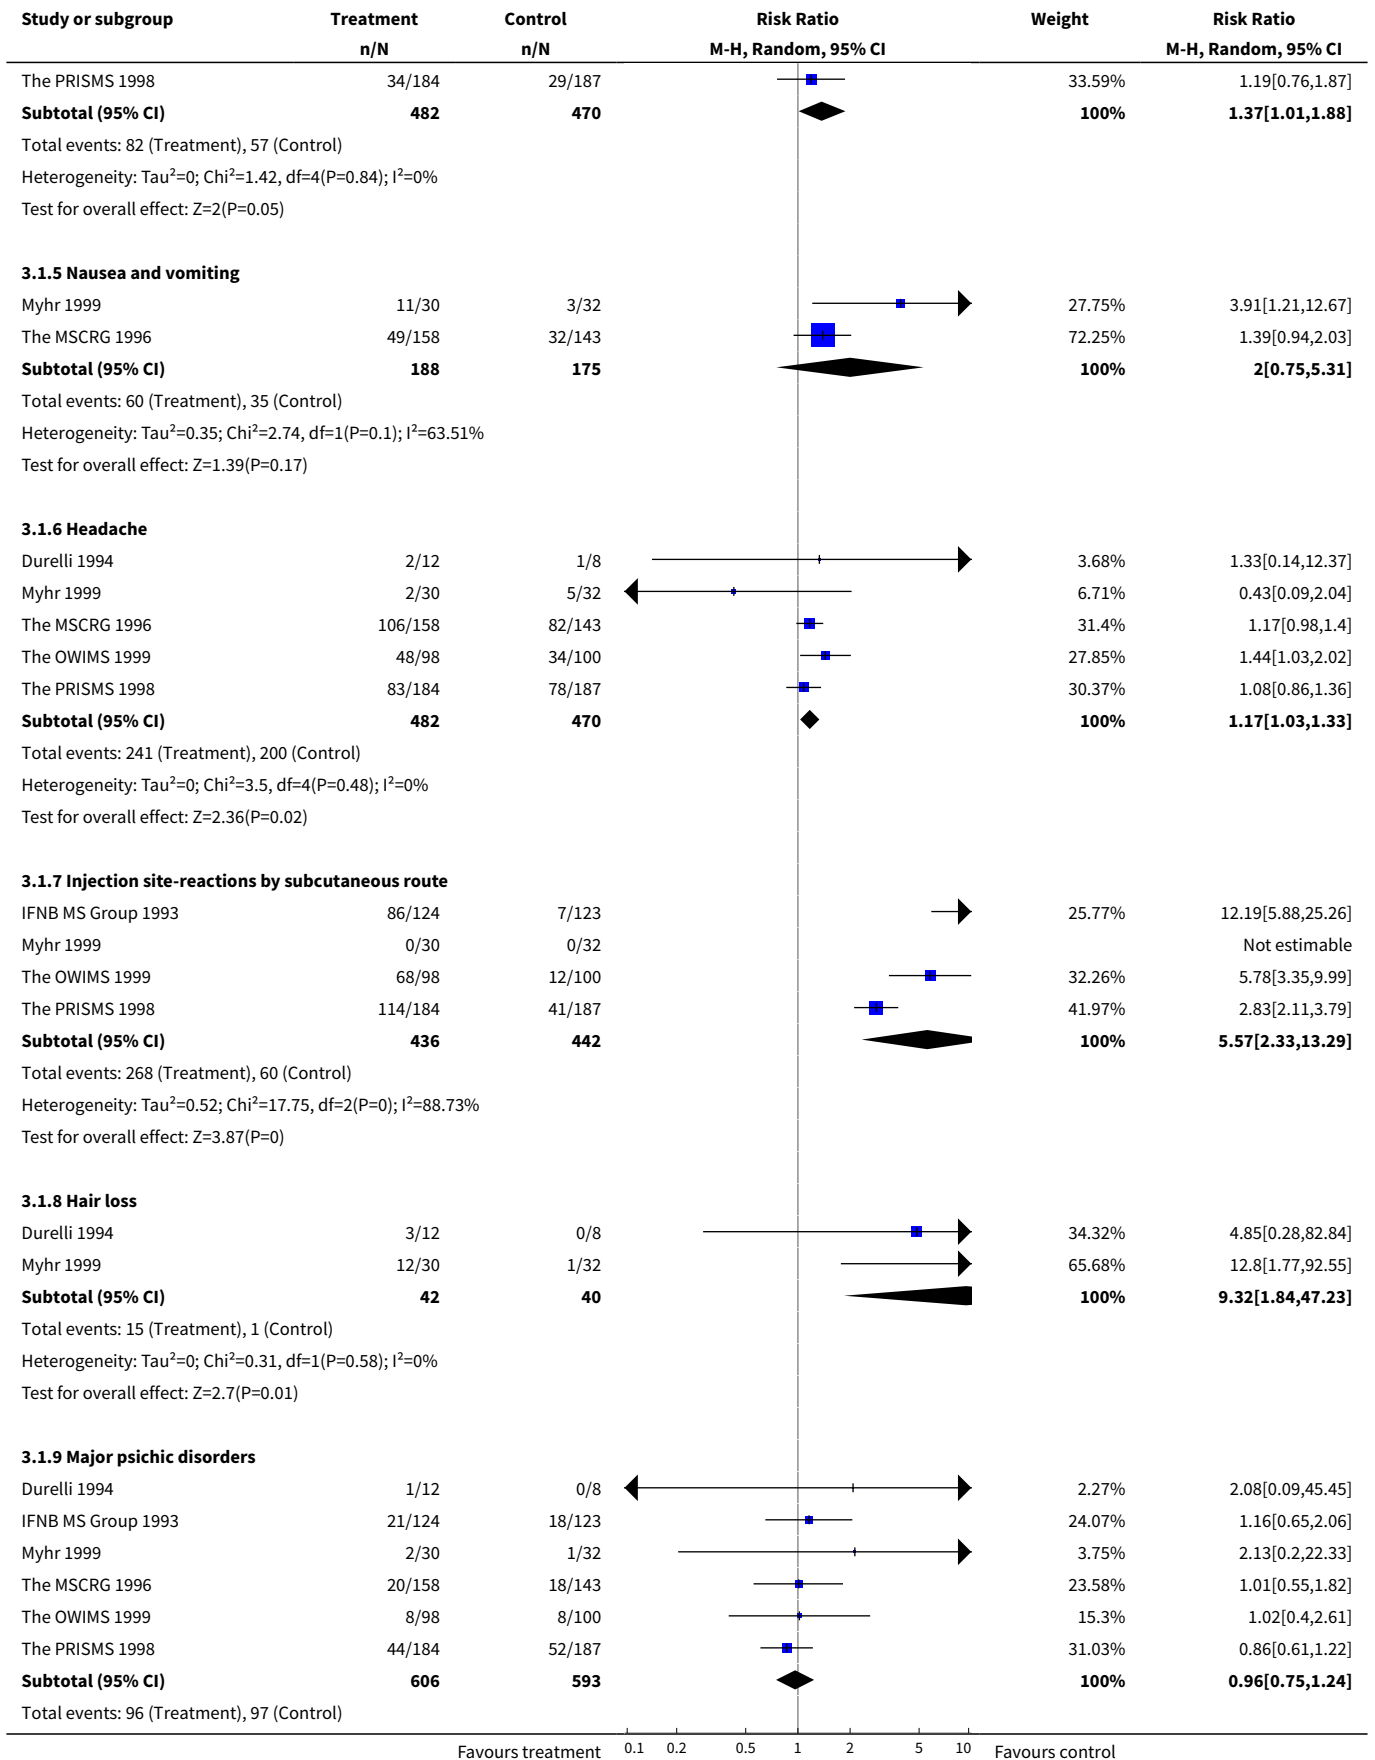 Study or subgroup Treatment Control Risk Ratio Weight Risk Ratio
n/N n/N M-H, Random, 95% CI M-H, Random, 95% CI
The PRISMS 1998 34/184 29/187 33.59% 1.19[0.76,1.87]
Subtotal (95% CI) 482 470 100% 1.37[1.01,1.88]
Total events: 82 (Treatment), 57 (Control)
Heterogeneity: Tau²=0; Chi²=1.42, df=4(P=0.84); I²=0%
Test for overall effect: Z=2(P=0.05)
3.1.5 Nausea and vomiting
Myhr 1999 11/30 3/32 27.75% 3.91[1.21,12.67]
The MSCRG 1996 49/158 32/143 72.25% 1.39[0.94,2.03]
Subtotal (95% CI) 188 175 100% 2[0.75,5.31]
Total events: 60 (Treatment), 35 (Control)
Heterogeneity: Tau²=0.35; Chi²=2.74, df=1(P=0.1); I²=63.51%
Test for overall effect: Z=1.39(P=0.17)
3.1.6 Headache
Durelli 1994 2/12 1/8 3.68% 1.33[0.14,12.37]
Myhr 1999 2/30 5/32 6.71% 0.43[0.09,2.04]
The MSCRG 1996 106/158 82/143 31.4% 1.17[0.98,1.4]
The OWIMS 1999 48/98 34/100 27.85% 1.44[1.03,2.02]
The PRISMS 1998 83/184 78/187 30.37% 1.08[0.86,1.36]
Subtotal (95% CI) 482 470 100% 1.17[1.03,1.33]
Total events: 241 (Treatment), 200 (Control)
Heterogeneity: Tau²=0; Chi²=3.5, df=4(P=0.48); I²=0%
Test for overall effect: Z=2.36(P=0.02)
3.1.7 Injection site-reactions by subcutaneous route
IFNB MS Group 1993 86/124 7/123 25.77% 12.19[5.88,25.26]
Myhr 1999 0/30 0/32 Not estimable
The OWIMS 1999 68/98 12/100 32.26% 5.78[3.35,9.99]
The PRISMS 1998 114/184 41/187 41.97% 2.83[2.11,3.79]
Subtotal (95% CI) 436 442 100% 5.57[2.33,13.29]
Total events: 268 (Treatment), 60 (Control)
Heterogeneity: Tau²=0.52; Chi²=17.75, df=2(P=0); I²=88.73%
Test for overall effect: Z=3.87(P=0)
3.1.8 Hair loss
Durelli 1994 3/12 0/8 34.32% 4.85[0.28,82.84]
Myhr 1999 12/30 1/32 65.68% 12.8[1.77,92.55]
Subtotal (95% CI) 42 40 100% 9.32[1.84,47.23]
Total events: 15 (Treatment), 1 (Control)
Heterogeneity: Tau²=0; Chi²=0.31, df=1(P=0.58); I²=0%
Test for overall effect: Z=2.7(P=0.01)
3.1.9 Major psichic disorders
Durelli 1994 1/12 0/8 2.27% 2.08[0.09,45.45]
IFNB MS Group 1993 21/124 18/123 24.07% 1.16[0.65,2.06]
Myhr 1999 2/30 1/32 3.75% 2.13[0.2,22.33]
The MSCRG 1996 20/158 18/143 23.58% 1.01[0.55,1.82]
The OWIMS 1999 8/98 8/100 15.3% 1.02[0.4,2.61]
The PRISMS 1998 44/184 52/187 31.03% 0.86[0.61,1.22]
Subtotal (95% CI) 606 593 100% 0.96[0.75,1.24]
Total events: 96 (Treatment), 97 (Control)
Favours treatment 0.1 0.2 0.5 1 2 5 10 Favours control